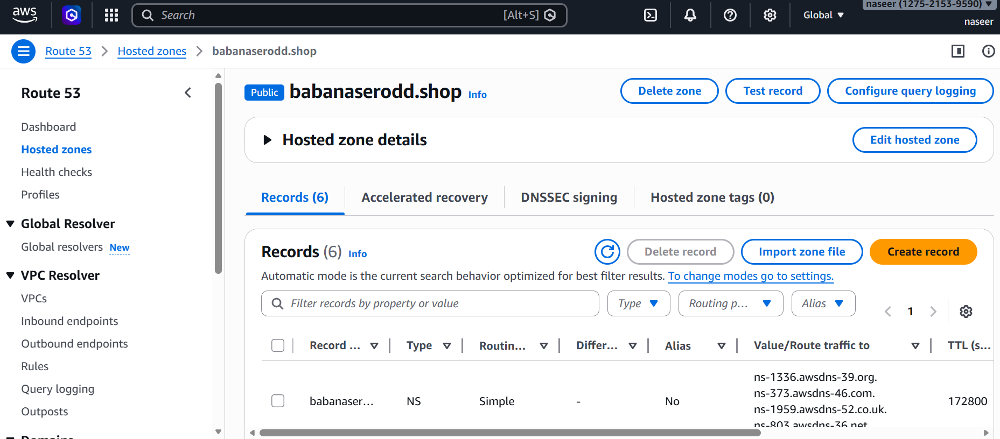 aws
Search
[Alt+S]
Global
naseer (1275-2153-9590)
naseer
Route 53
Hosted zones
babanaserodd.shop
Route 53
Dashboard
Hosted zones
Health checks
Profiles
Global Resolver
Global resolvers New
VPC Resolver
VPCs
Inbound endpoints
Outbound endpoints
Rules
Query logging
Outposts
Domains
Public babanaserodd.shop Info
Delete zone
Test record
Configure query logging
Hosted zone details
Edit hosted zone
Records (6)
Accelerated recovery
DNSSEC signing
Hosted zone tags (0)
Records (6) Info
Delete record
Import zone file
Create record
Automatic mode is the current search behavior optimized for best filter results. To change modes go to settings.
Filter records by property or value
Type
Routing p...
Alias
1
Record ...
Type
Routin...
Differ...
Alias
Value/Route traffic to
TTL (s...
babanaser...
NS
Simple
-
No
ns-1336.awsdns-39.org.
ns-373.awsdns-46.com.
ns-1959.awsdns-52.co.uk.
ns-803.awsdns-36.net
172800